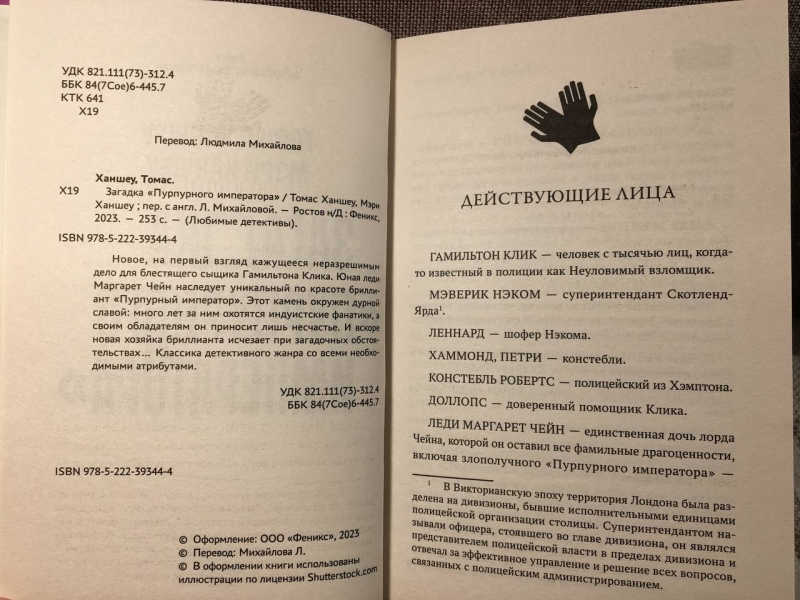 УДК 821.111(73)-312.4
ББК 84(7Сое)6-445.7
КТК 641
Х19
Перевод: Людмила Михайлова
Ханшеу, Томас.
Х19 Загадка «Пурпурного императора» / Томас Ханшеу, Мэри
Ханшеу ; пер. с англ. Л. Михайловой. — Ростов н/Д : Феникс,
2023. — 253 с. — (Любимые детективы).
ISBN 978-5-222-39344-4
Новое, на первый взгляд кажущееся неразрешимым
дело для блестящего сыщика Гамильтона Клика. Юная леди
Маргарет Чейн наследует уникальный по красоте брилли-
ант «Пурпурный император». Этот камень окружен дурной
славой: много лет за ним охотятся индуистские фанатики, а
своим обладателям он приносит лишь несчастье. И вскоре
новая хозяйка бриллианта исчезает при загадочных обстоя-
тельствах... Классика детективного жанра со всеми необхо-
димыми атрибутами.
УДК 821.111(73)-312.4
ББК 84(7Сое)6-445.7
ISBN 978-5-222-39344-4
© Оформление: ООО «Феникс», 2023
© Перевод: Михайлова Л.
© В оформлении книги использованы
иллюстрации по лицензии Shutterstock.com
ДЕЙСТВУЮЩИЕ ЛИЦА
ГАМИЛЬТОН КЛИК — человек с тысячью лиц, когда-
то известный в полиции как Неуловимый взломщик.
МЭВЕРИК НЭКОМ — суперинтендант Скотленд-
Ярда¹.
ЛЕННАРД — шофер Нэкома.
ХАММОНД, ПЕТРИ — констебли.
КОНСТЕБЛЬ РОБЕРТС — полицейский из Хэмптона.
ДОЛЛОПС — доверенный помощник Клика.
ЛЕДИ МАРГАРЕТ ЧЕЙН — единственная дочь лорда
Чейна, которой он оставил все фамильные драгоценности,
включая злополучного «Пурпурного императора» —
¹ В Викторианскую эпоху территория Лондона была раз-
делена на дивизионы, бывшие исполнительными единицами
полицейской организации столицы. Суперинтендантом на-
зывали офицера, стоявшего во главе дивизиона, он являлся
представителем полицейской власти в пределах дивизиона и
отвечал за эффективное управление и решение всех вопросов,
связанных с полицейским администрированием.